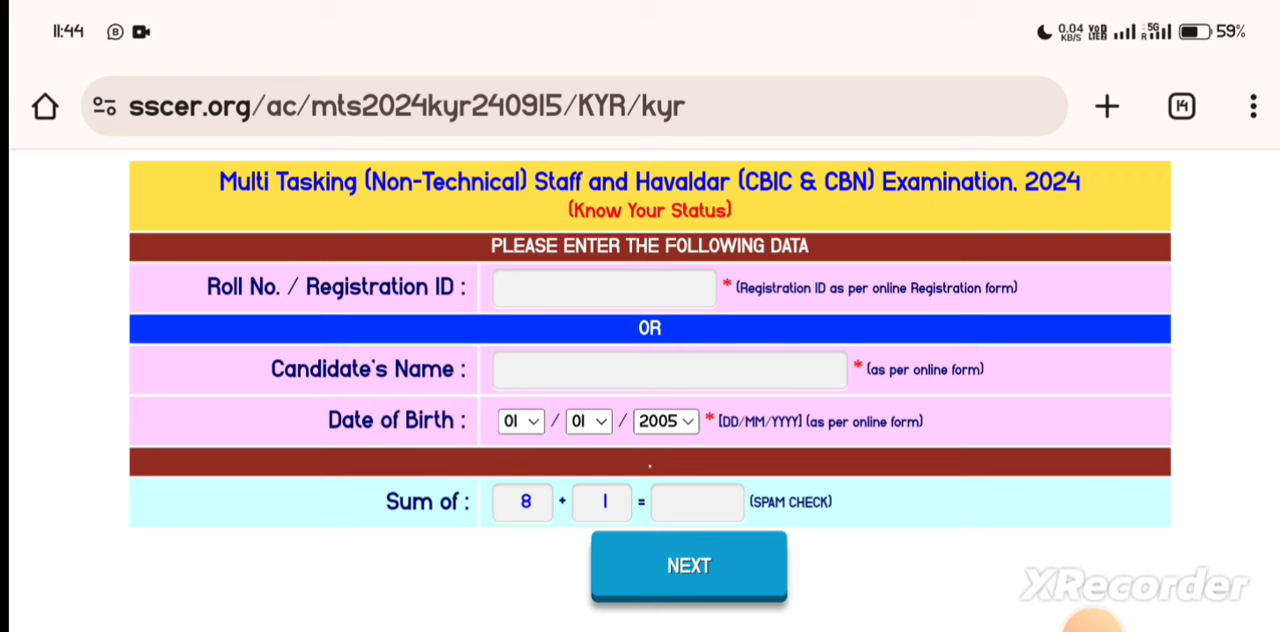 11:44 B 0.04 KB/S VoD LTE 5G R 59%
sscer.org/ac/mts2024kyr240915/KYR/kyr + 14
Multi Tasking (Non-Technical) Staff and Havaldar (CBIC & CBN) Examination, 2024
(Know Your Status)
PLEASE ENTER THE FOLLOWING DATA
Roll No. / Registration ID : * (Registration ID as per online Registration form)
OR
Candidate's Name : * (as per online form)
Date of Birth : 01 / 01 / 2005 * [DD/MM/YYYY] (as per online form)
.
Sum of : 8 + 1 = (SPAM CHECK)
NEXT
XRecorder